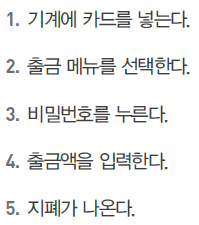 1. 기계에 카드를 넣는다.
2. 출금 메뉴를 선택한다.
3. 비밀번호를 누른다.
4. 출금액을 입력한다.
5. 지폐가 나온다.